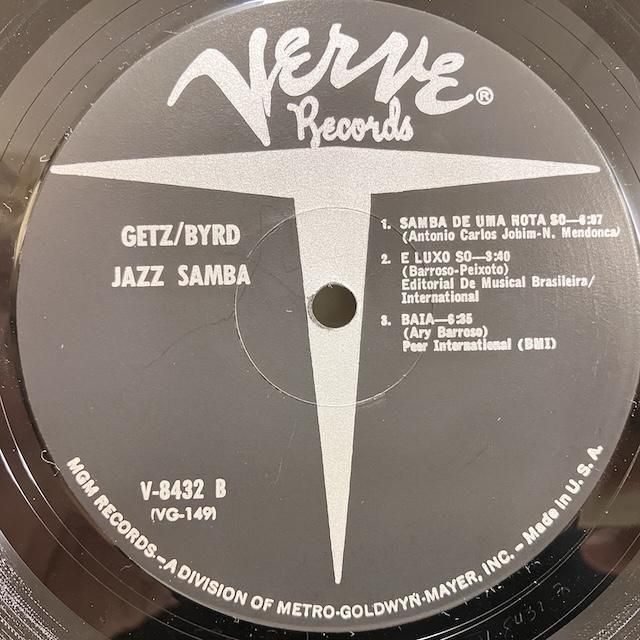 VERVE®
Records
GETZ/BYRD
JAZZ SAMBA
1. SAMBA DE UMA NOTA SO—6:07
(Antonio Carlos Jobim-N. Mendonca)
2. E LUXO SO—3:40
(Barroso-Peixoto)
Editorial De Musical Brasileira/
International
3. BAIA—6:35
(Ary Barroso)
Peer International (BMI)
V-8432 B
(VG-149)
MGM RECORDS—A DIVISION OF METRO-GOLDWYN-MAYER, INC. – Made in U. S. A.